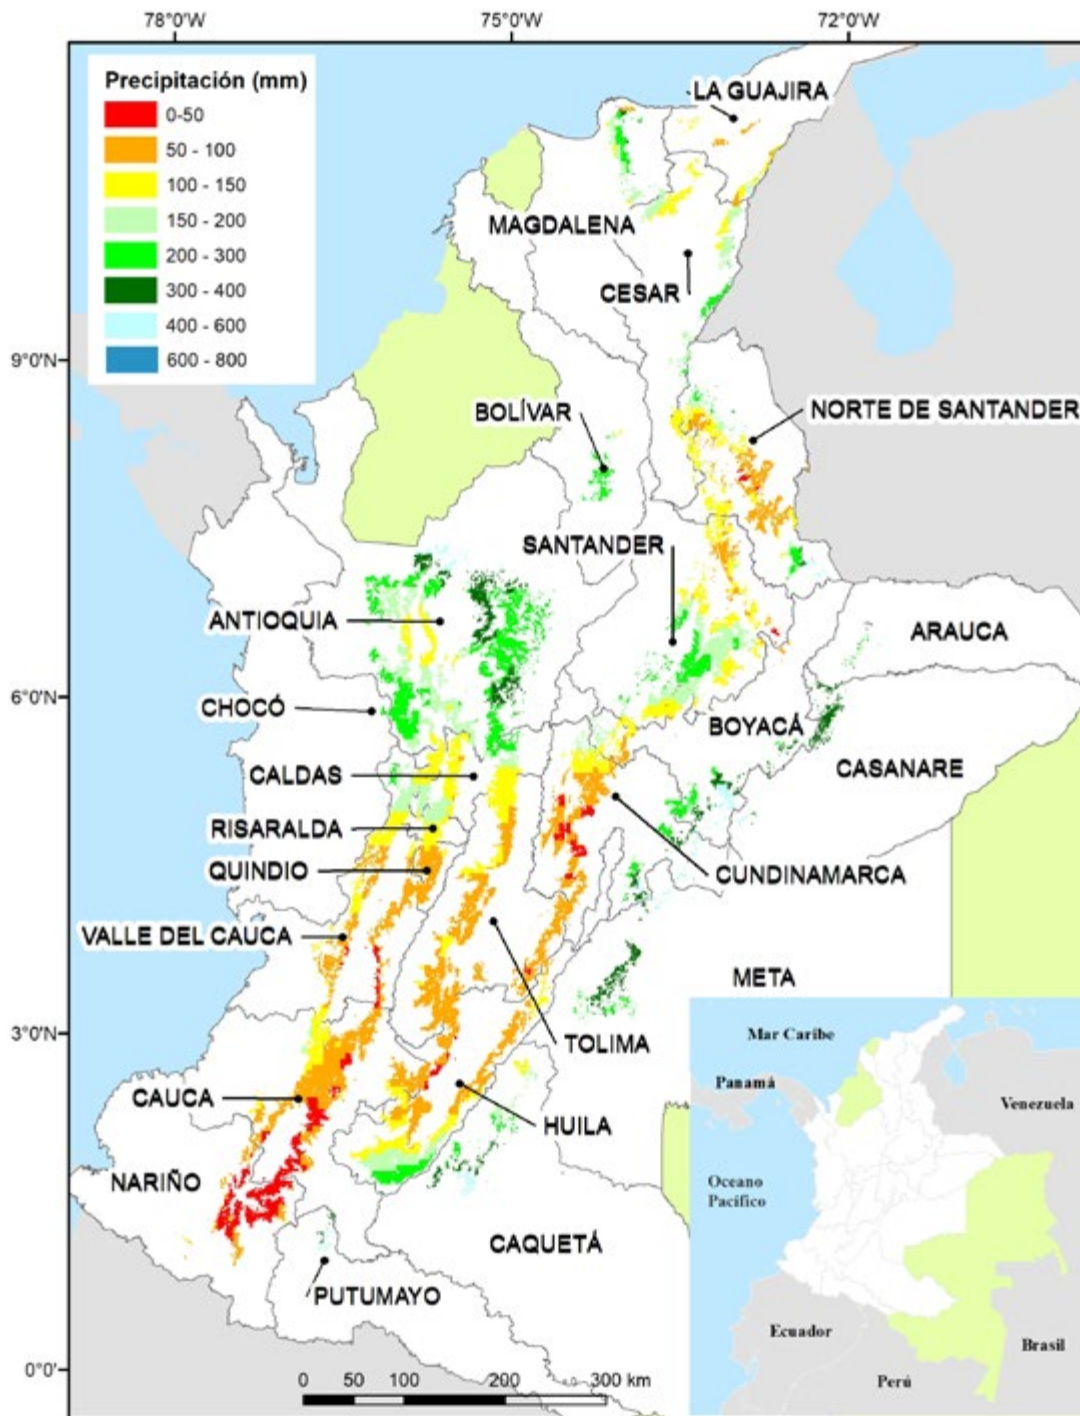 78°0'W
75°0'W
72°0'W
Precipitación (mm)
0-50
50 - 100
100 - 150
150 - 200
200 - 300
300 - 400
400 - 600
600 - 800
LA GUAJIRA
MAGDALENA
CESAR
9°0'N
BOLÍVAR
NORTE DE SANTANDER
SANTANDER
ANTIOQUIA
ARAUCA
6°0'N
CHOCÓ
BOYACÁ
CALDAS
CASANARE
RISARALDA
QUINDIO
CUNDINAMARCA
VALLE DEL CAUCA
META
3°0'N
TOLIMA
CAUCA
HUILA
NARIÑO
CAQUETÁ
PUTUMAYO
0°0'
0 50 100 200 300 km
Mar Caribe
Panamá
Venezuela
Oceano
Pacífico
Ecuador
Brasil
Perú